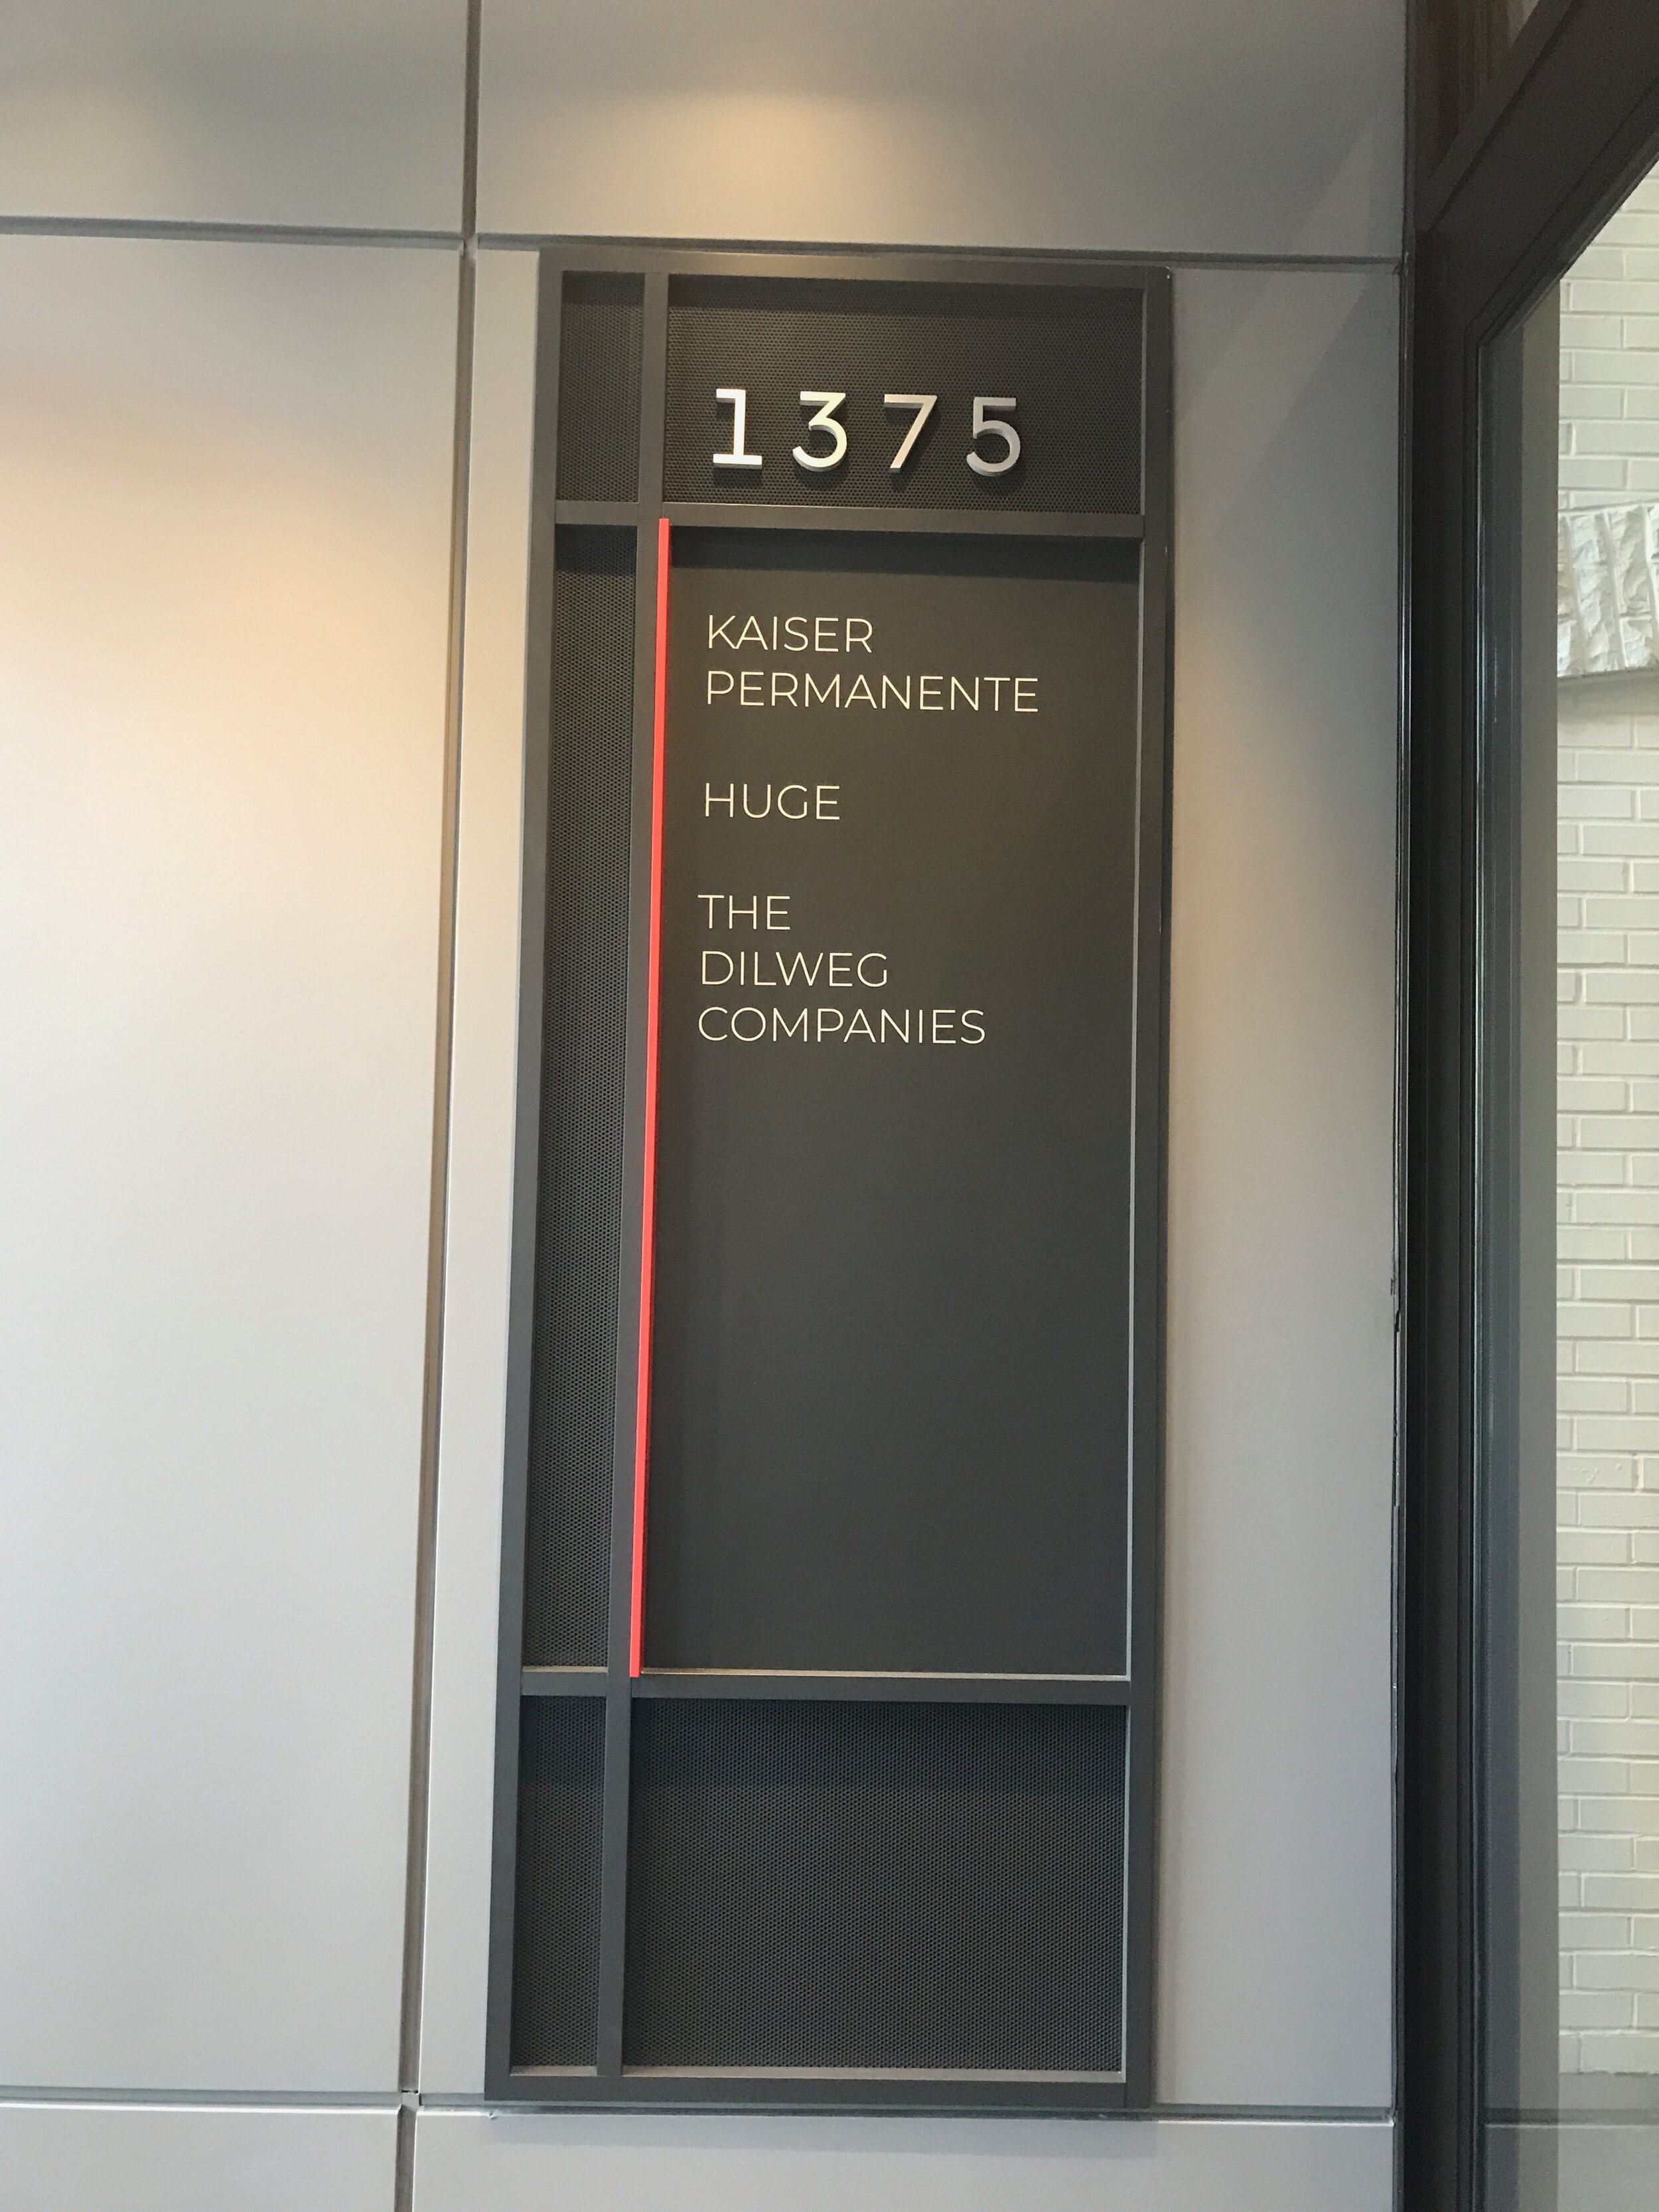 1375
KAISER
PERMANENTE
HUGE
THE
DILWEG
COMPANIES